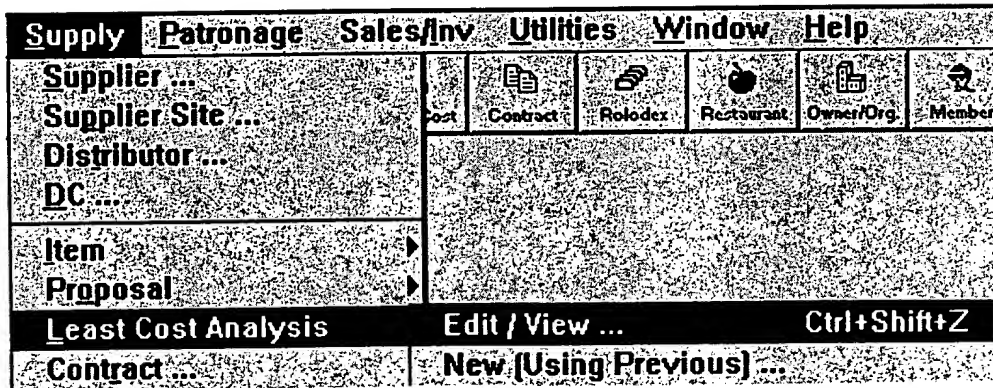 Supply Patronage Sales/Inv Utilities Window Help
Supplier ...
Supplier Site ...
Distributor ...
DC ...
Cost Contract Rolodex Restaurant Owner/Org Member
Item
Proposal
Least Cost Analysis Edit / View ... Ctrl+Shift+Z
Contract ... New (Using Previous) ...